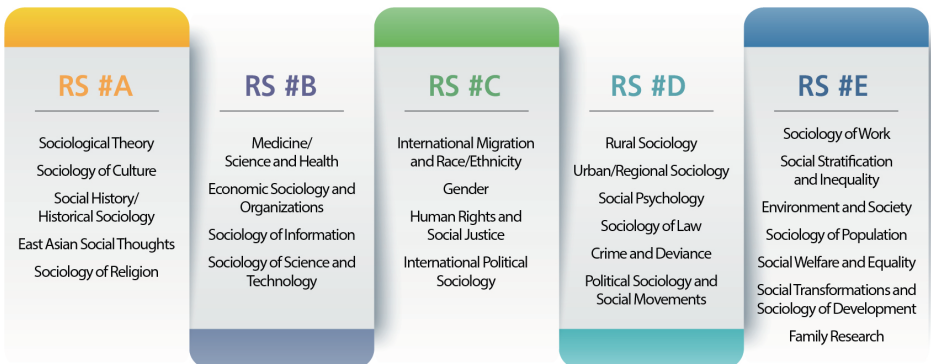 RS #A
Sociological Theory
Sociology of Culture
Social History/
Historical Sociology
East Asian Social Thoughts
Sociology of Religion
RS #B
Medicine/
Science and Health
Economic Sociology and
Organizations
Sociology of Information
Sociology of Science and
Technology
RS #C
International Migration
and Race/Ethnicity
Gender
Human Rights and
Social Justice
International Political
Sociology
RS #D
Rural Sociology
Urban/Regional Sociology
Social Psychology
Sociology of Law
Crime and Deviance
Political Sociology and
Social Movements
RS #E
Sociology of Work
Social Stratification
and Inequality
Environment and Society
Sociology of Population
Social Welfare and Equality
Social Transformations and
Sociology of Development
Family Research